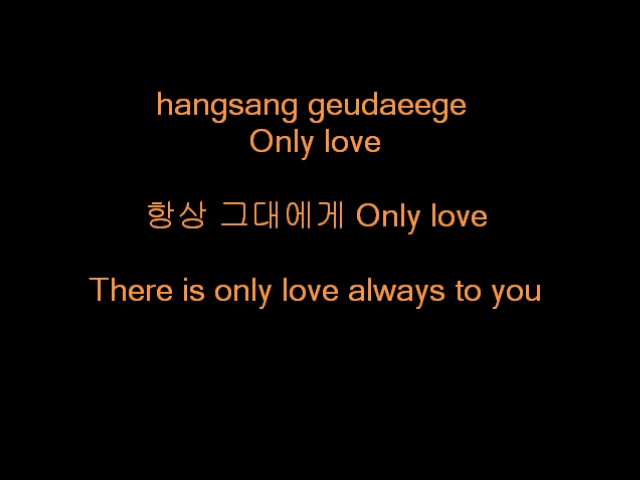 hangsang geudaeege
Only love
항상 그대에게 Only love
There is only love always to you